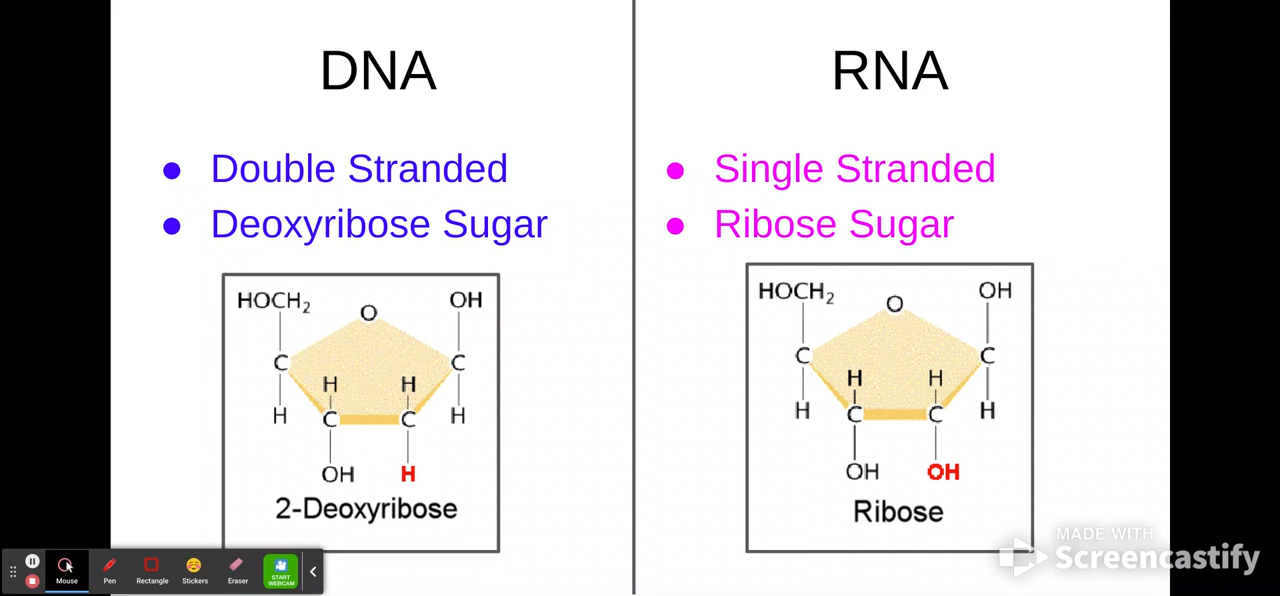 DNA
● Double Stranded
● Deoxyribose Sugar
HOCH₂
O
OH
C
C
H
H
H
C
C
H
OH
H
2-Deoxyribose
RNA
● Single Stranded
● Ribose Sugar
HOCH₂
O
OH
C
C
H
H
H
C
C
H
OH
OH
Ribose
Mouse
Pen
Rectangle
Stickers
Eraser
START
WEBCAM
MADE WITH
Screencastify